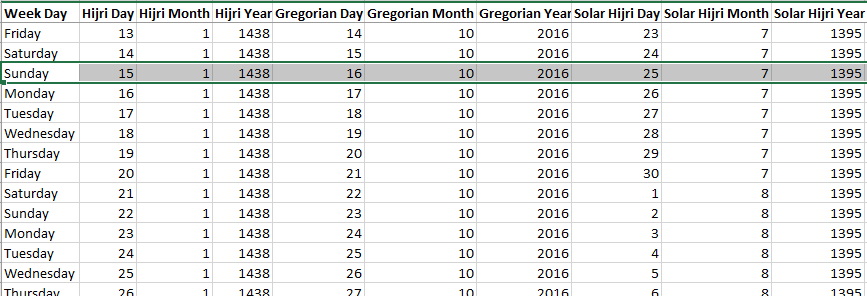 Week Day Hijri Day Hijri Month Hijri Year Gregorian Day Gregorian Month Gregorian Year Solar Hijri Day Solar Hijri Month Solar Hijri Year
Friday 13 1 1438 14 10 2016 23 7 1395
Saturday 14 1 1438 15 10 2016 24 7 1395
Sunday 15 1 1438 16 10 2016 25 7 1395
Monday 16 1 1438 17 10 2016 26 7 1395
Tuesday 17 1 1438 18 10 2016 27 7 1395
Wednesday 18 1 1438 19 10 2016 28 7 1395
Thursday 19 1 1438 20 10 2016 29 7 1395
Friday 20 1 1438 21 10 2016 30 7 1395
Saturday 21 1 1438 22 10 2016 1 8 1395
Sunday 22 1 1438 23 10 2016 2 8 1395
Monday 23 1 1438 24 10 2016 3 8 1395
Tuesday 24 1 1438 25 10 2016 4 8 1395
Wednesday 25 1 1438 26 10 2016 5 8 1395
Thursday 26 1 1438 27 10 2016 6 8 1395